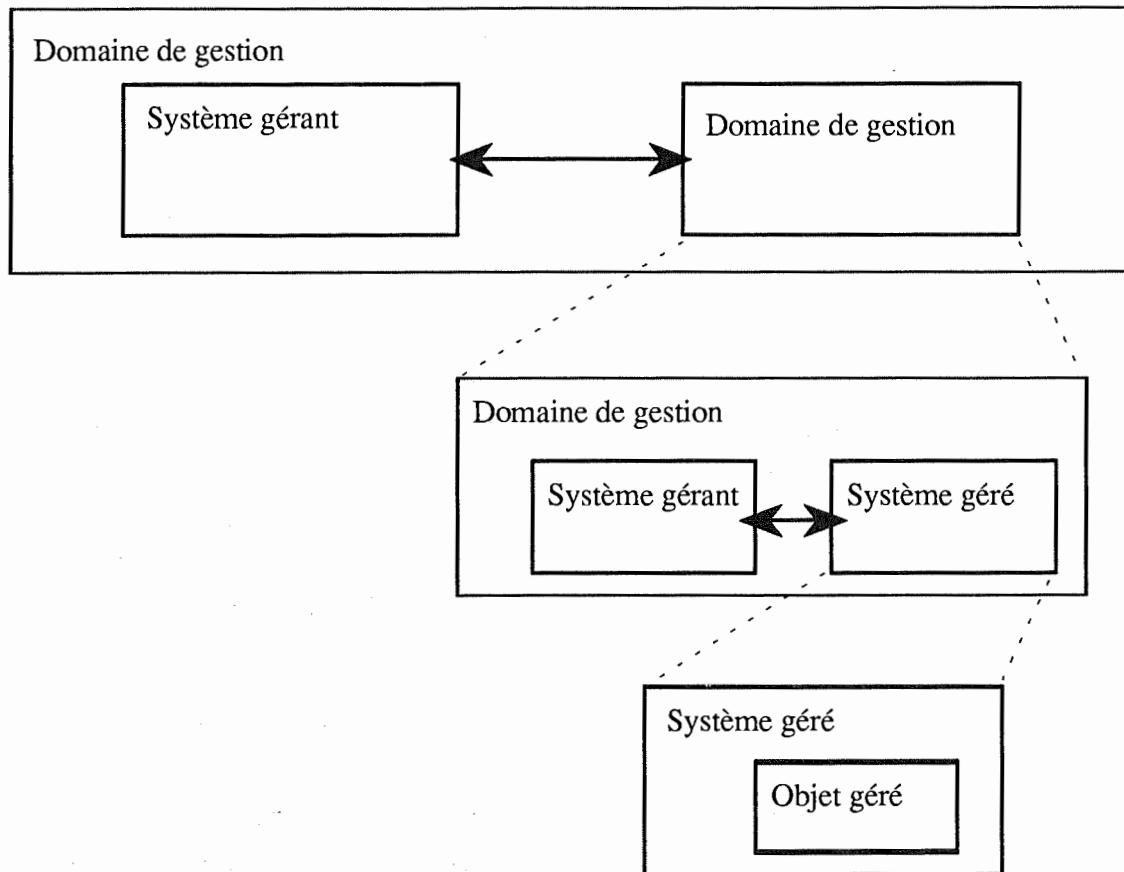 Domaine de gestion
Système gérant
Domaine de gestion
Domaine de gestion
Système gérant
Système géré
Système géré
Objet géré